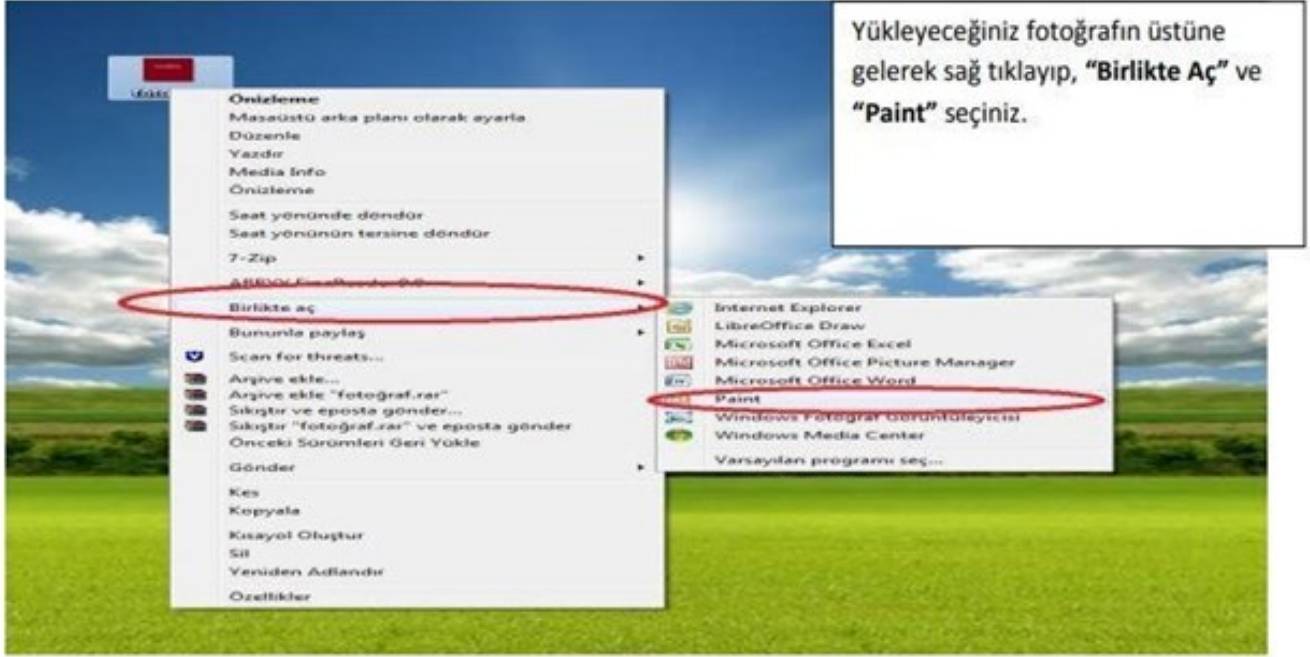 Yükleyeceğiniz fotoğrafın üstüne
gelerek sağ tıklayıp, “Birlikte Aç” ve
“Paint” seçiniz.
Önizleme
Masaüstü arka planı olarak ayarla
Düzenle
Yazdır
Media Info
Önizleme
Saat yönünde döndür
Saat yönünün tersine döndür
7-Zip
Birlikte aç
Bununla paylaş
Scan for threats...
Arşive ekle...
Arşive ekle "fotoğraf.rar"
Sıkıştır ve eposta gönder...
Sıkıştır "fotoğraf.rar" ve eposta gönder
Önceki Sürümleri Geri Yükle
Gönder
Kes
Kopyala
Kısayol Oluştur
Sil
Yeniden Adlandır
Özellikler
Internet Explorer
LibreOffice Draw
Microsoft Office Excel
Microsoft Office Picture Manager
Microsoft Office Word
Paint
Windows Fotoğraf Görüntüleyicisi
Windows Media Center
Varsayılan programı seç...